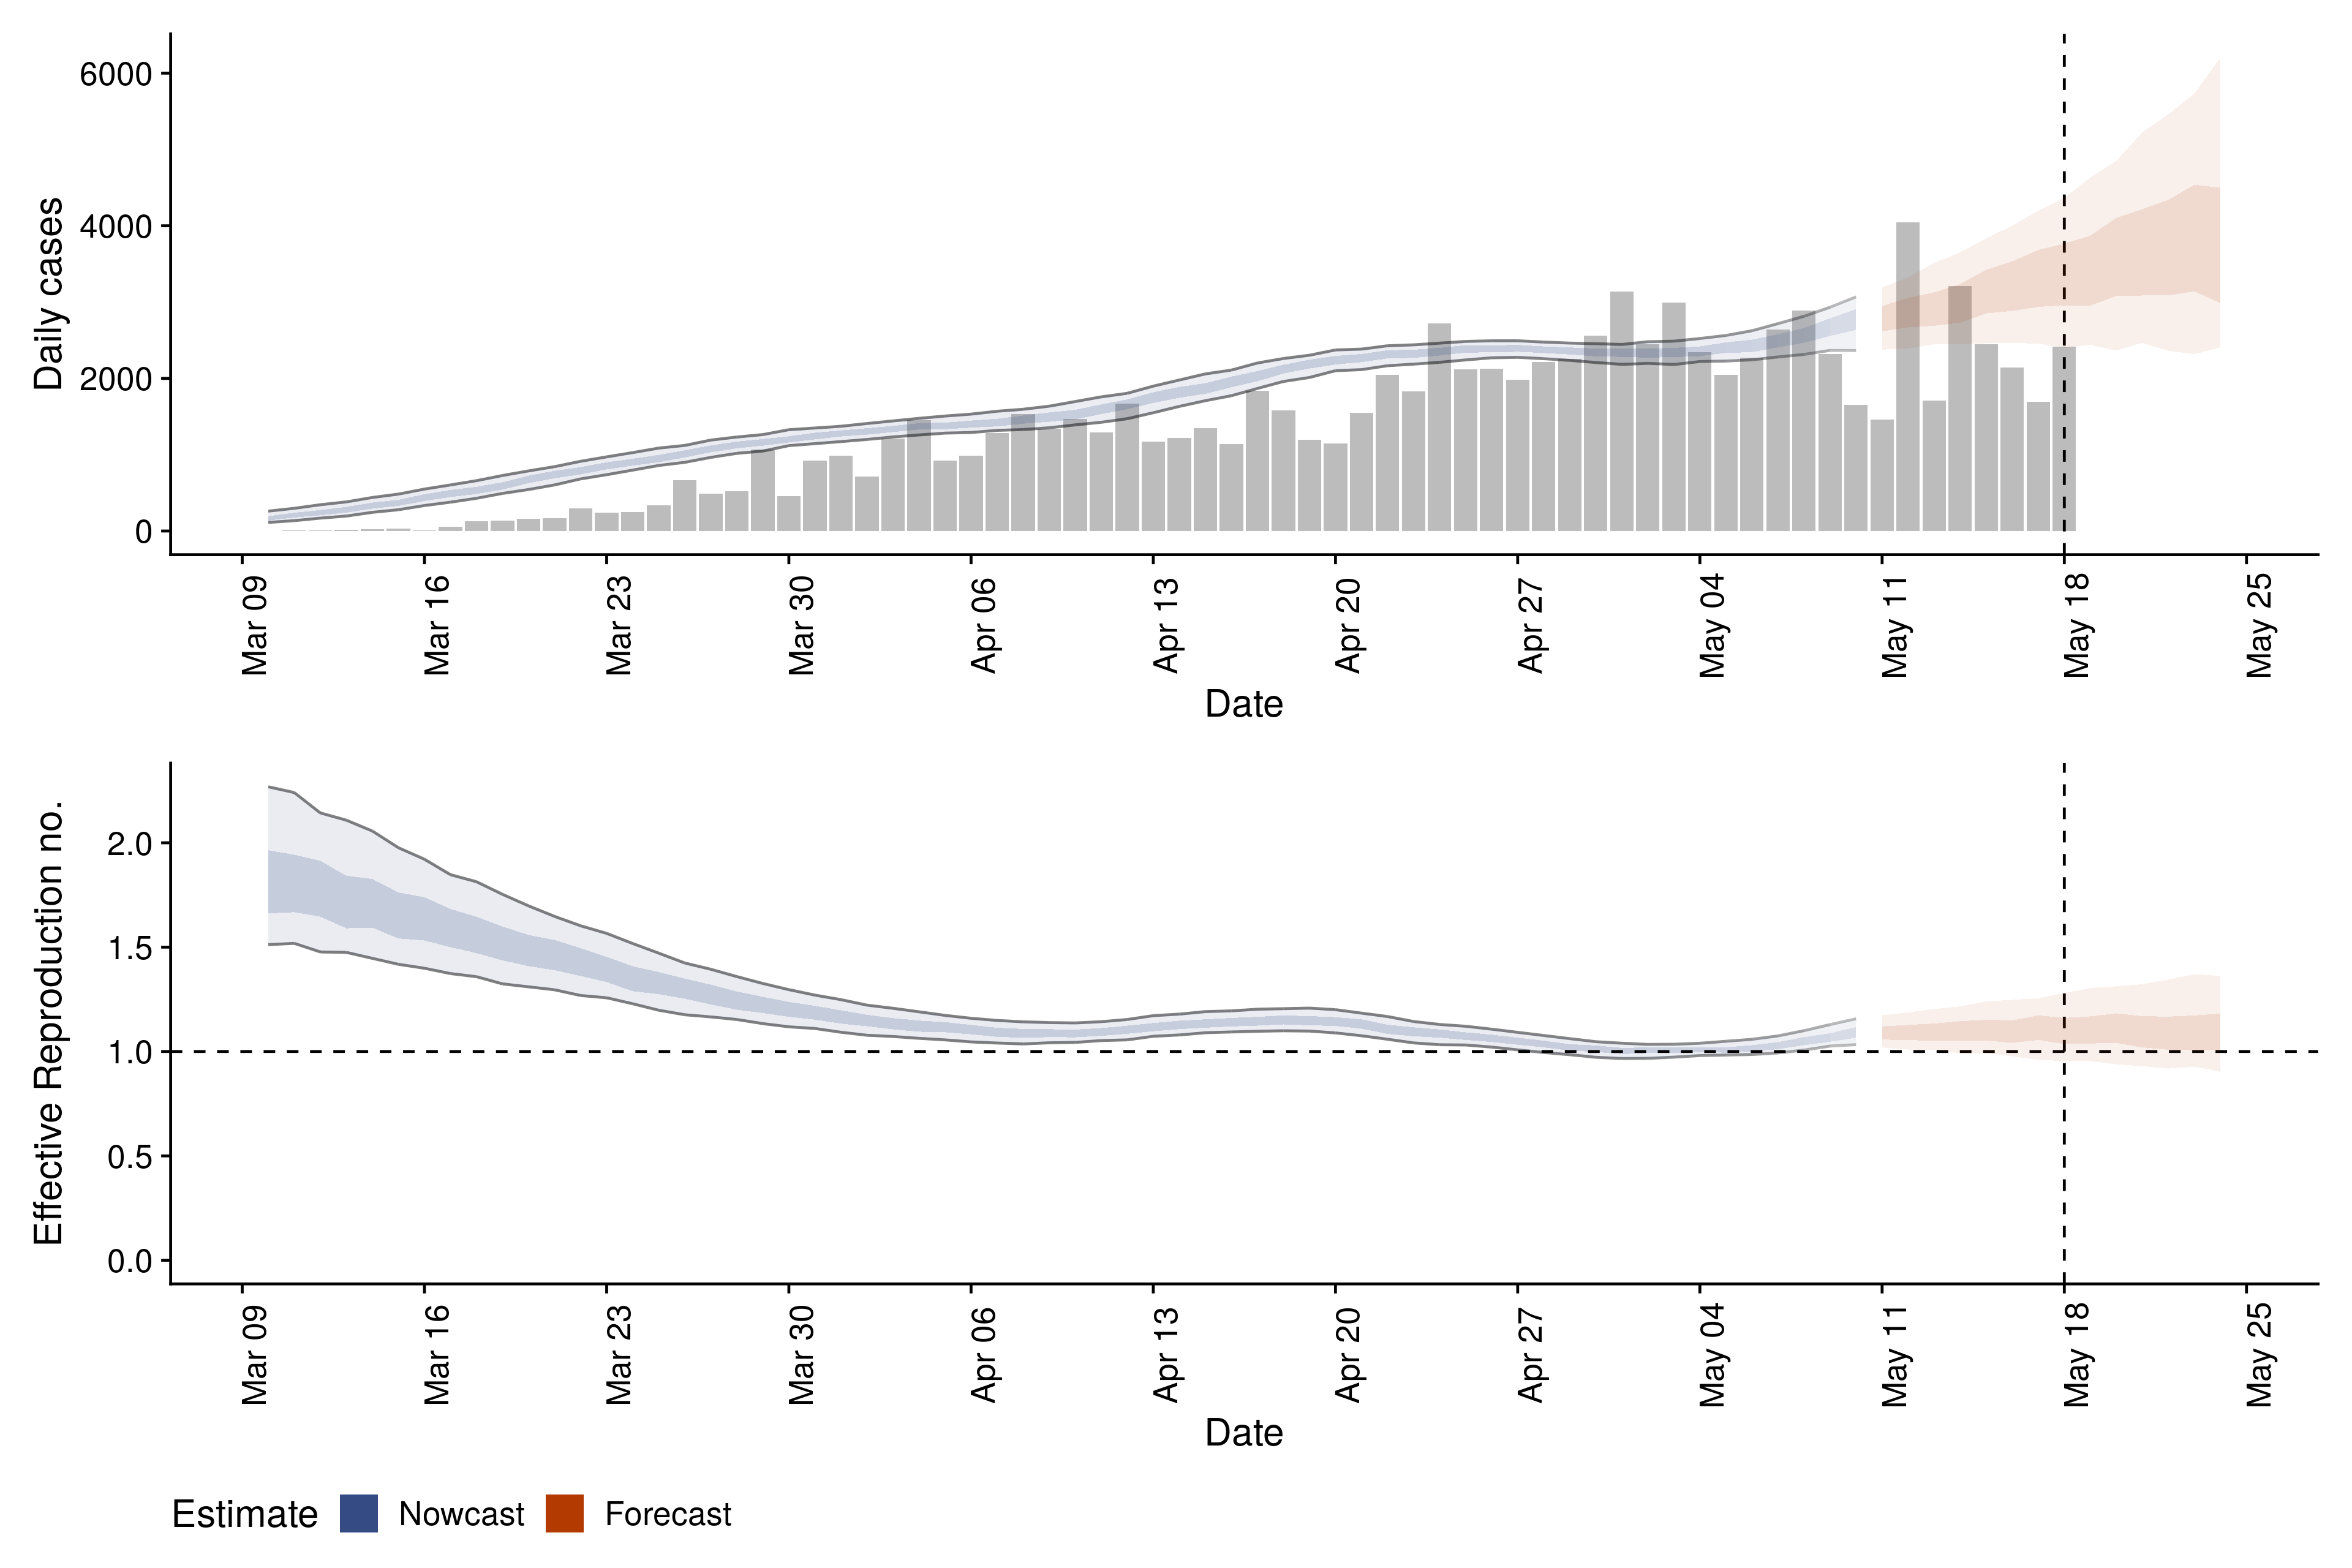 Daily cases
6000
4000
2000
0
Mar 09
Mar 16
Mar 23
Mar 30
Apr 06
Apr 13
Apr 20
Apr 27
May 04
May 11
May 18
May 25
Date
Effective Reproduction no.
2.0
1.5
1.0
0.5
0.0
Mar 09
Mar 16
Mar 23
Mar 30
Apr 06
Apr 13
Apr 20
Apr 27
May 04
May 11
May 18
May 25
Date
Estimate Nowcast Forecast